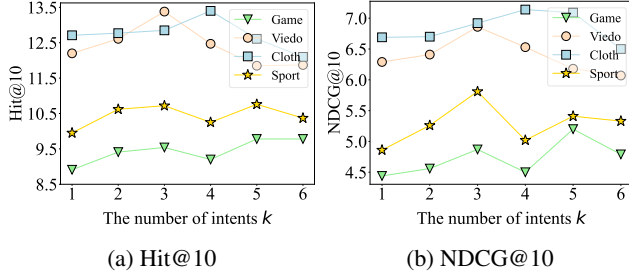 13.5
12.5
11.5
10.5
9.5
8.5
Hit@10
Game
Viedo
Cloth
Sport
1 2 3 4 5 6
The number of intents k
(a) Hit@10
7.0
6.5
6.0
5.5
5.0
4.5
NDCG@10
Game
Viedo
Cloth
Sport
1 2 3 4 5 6
The number of intents k
(b) NDCG@10